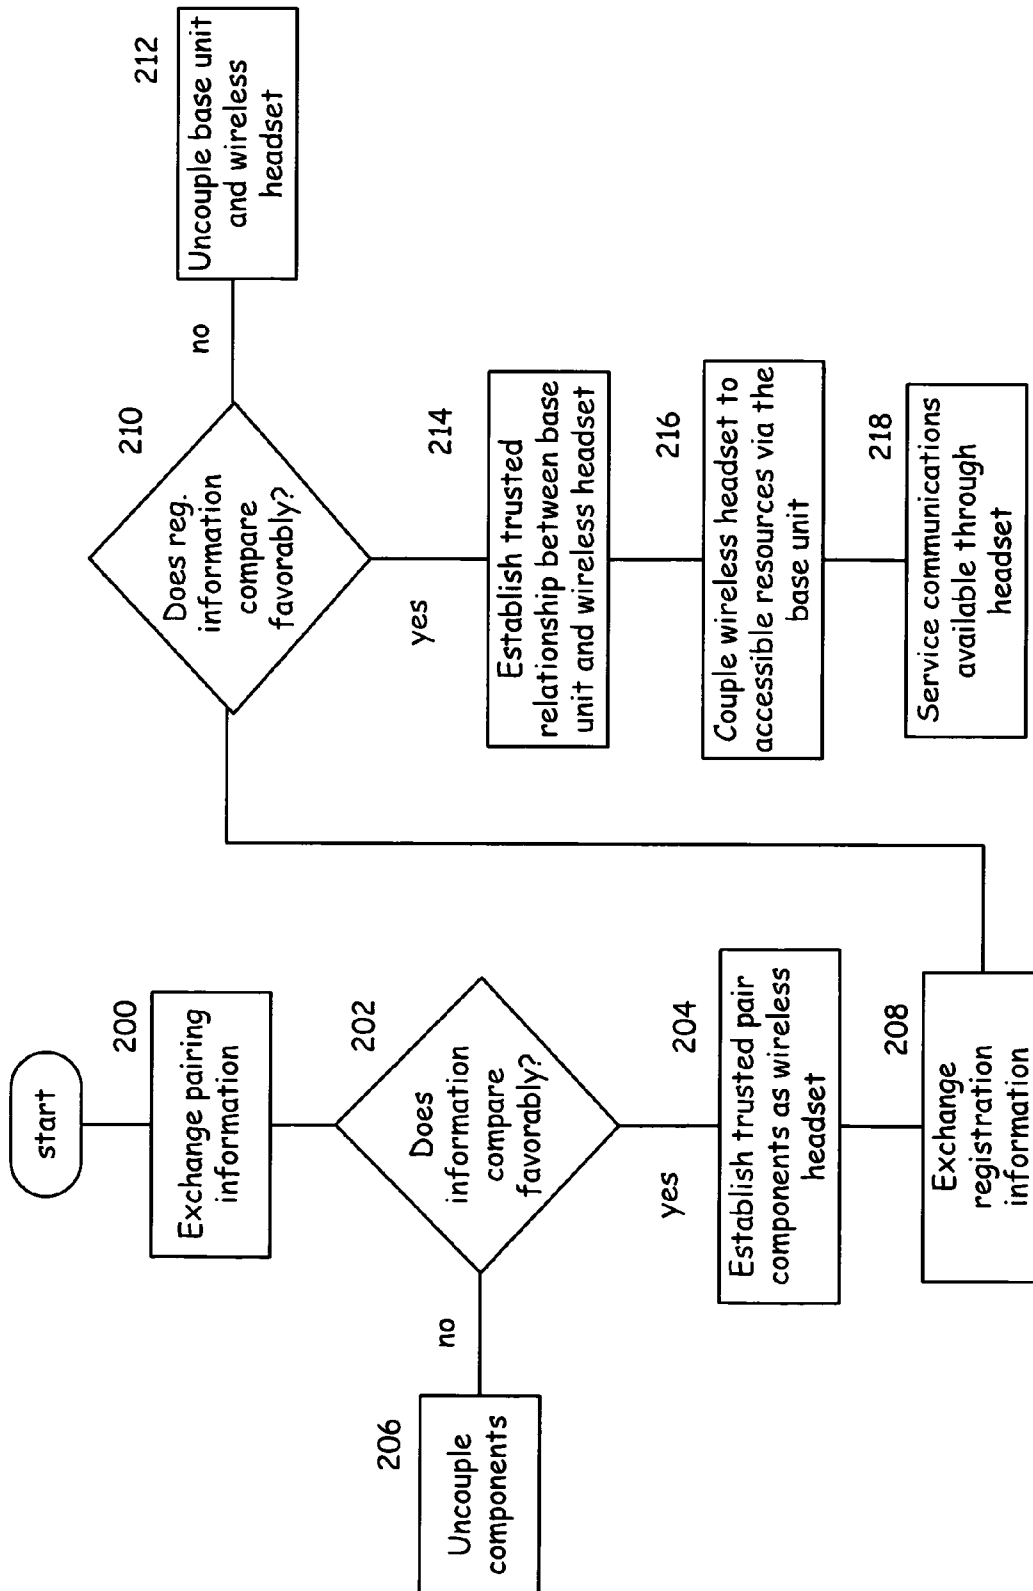 start
200
Exchange pairing
information
202
Does
information
compare
favorably?
no
206
Uncouple
components
yes
204
Establish trusted pair
components as wireless
headset
208
Exchange
registration
information
210
Does reg.
information
compare
favorably?
no
212
Uncouple base unit
and wireless
headset
yes
214
Establish trusted
relationship between base
unit and wireless headset
216
Couple wireless headset to
accessible resources via the
base unit
218
Service communications
available through
headset